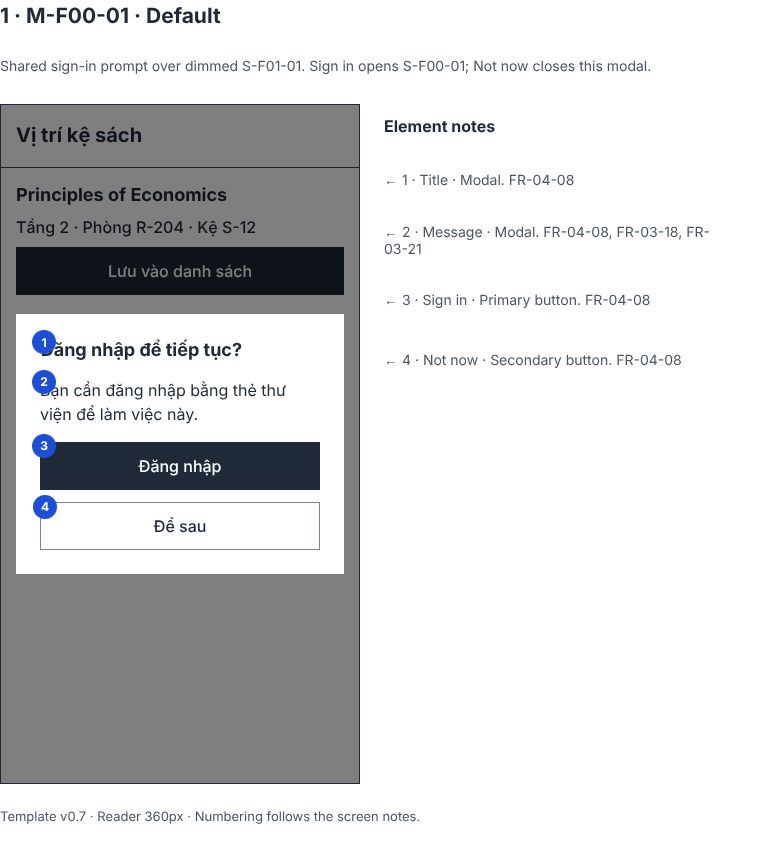 1 · M-F00-01 · Default
Shared sign-in prompt over dimmed S-F01-01. Sign in opens S-F00-01; Not now closes this modal.
Vị trí kệ sách
Principles of Economics
Tầng 2 · Phòng R-204 · Kệ S-12
Lưu vào danh sách
1
Đăng nhập để tiếp tục?
2
Bạn cần đăng nhập bằng thẻ thư
viện để làm việc này.
3
Đăng nhập
4
Để sau
Element notes
← 1 · Title · Modal. FR-04-08
← 2 · Message · Modal. FR-04-08, FR-03-18, FR-
03-21
← 3 · Sign in · Primary button. FR-04-08
← 4 · Not now · Secondary button. FR-04-08
Template v0.7 · Reader 360px · Numbering follows the screen notes.